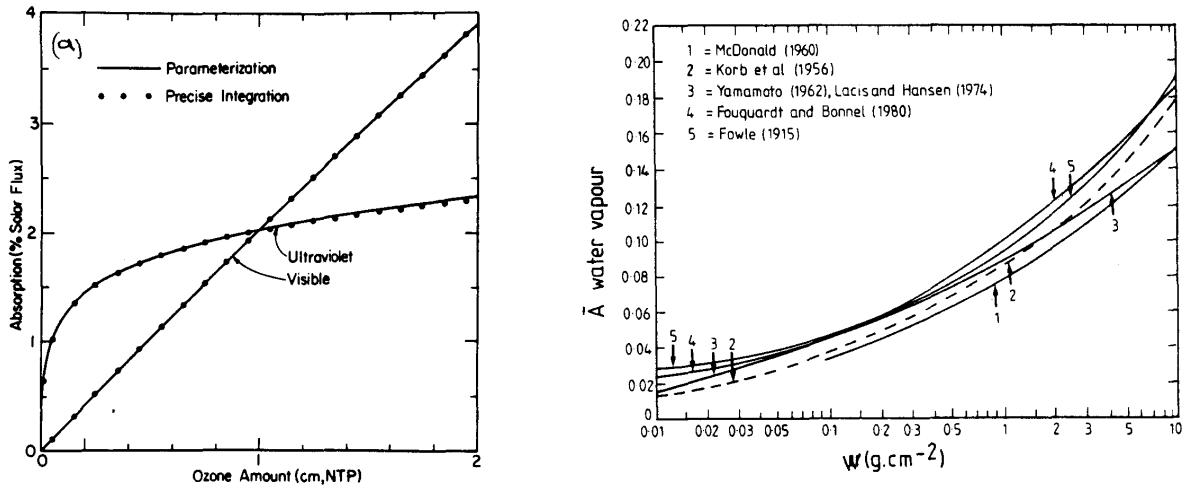 (a)
Parameterization
Precise Integration
Ultraviolet
Visible
Absorption (% Solar Flux)
4
3
2
1
0
0
1
2
Ozone Amount (cm, NTP)
1 = McDonald (1960)
2 = Korb et al (1956)
3 = Yamamoto (1962), Lacis and Hansen (1974)
4 = Fouquardt and Bonnel (1980)
5 = Fowle (1915)
Ā water vapour
0·22
0·20
0·18
0·16
0·14
0·12
0·10
0·08
0·06
0·04
0·02
0
4 5
3
2
1
5 4 3 2
0·01 0·02 0·03 0·05 0·1 0·2 0·3 0·5 1 2 3 5 10
W (g.cm-2)